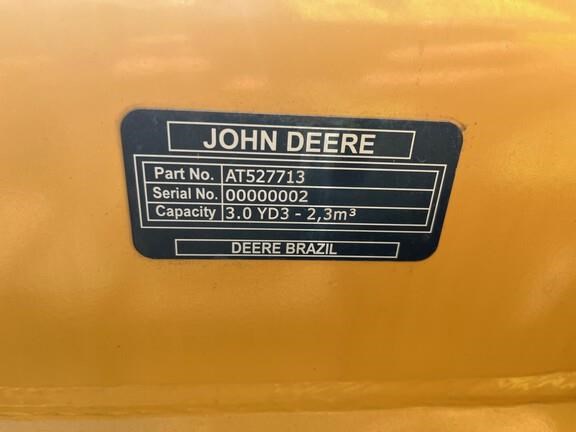 JOHN DEERE
Part No. AT527713
Serial No. 00000002
Capacity 3.0 YD3 - 2,3m³
DEERE BRAZIL